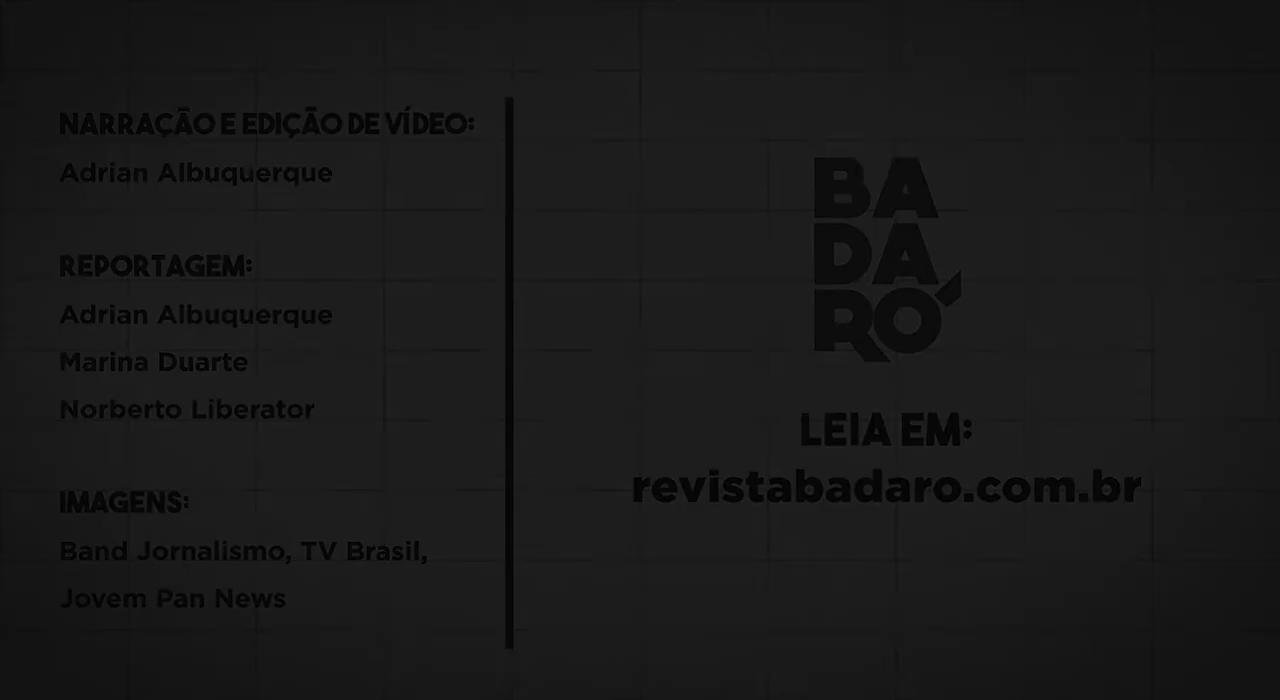 NARRAÇÃO E EDIÇÃO DE VÍDEO:
Adrian Albuquerque
REPORTAGEM:
Adrian Albuquerque
Marina Duarte
Norberto Liberator
IMAGENS:
Band Jornalismo, TV Brasil,
Jovem Pan News
BA
DA
RÓ
LEIA EM:
revistabadaro.com.br